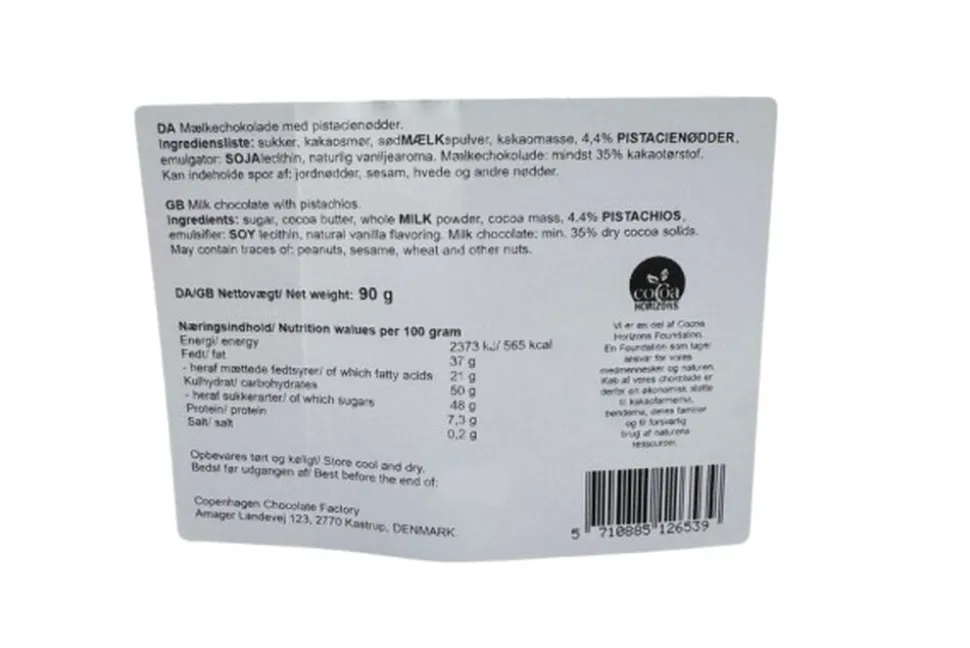 DA Mælkechokolade med pistacienødder.
Ingrediensliste: sukker, kakaosmør, sødMÆLKspulver, kakaomasse, 4,4% PISTACIENØDDER,
emulgator: SOJAlecithin, naturlig vaniljearoma. Mælkechokolade: mindst 35% kakaotørstof.
Kan indeholde spor af: jordnødder, sesam, hvede og andre nødder.
GB Milk chocolate with pistachios.
Ingredients: sugar, cocoa butter, whole MILK powder, cocoa mass, 4.4% PISTACHIOS,
emulsifier: SOY lecithin, natural vanilla flavoring. Milk chocolate: min. 35% dry cocoa solids.
May contain traces of: peanuts, sesame, wheat and other nuts.
DA/GB Nettovægt/ Net weight: 90 g
Næringsindhold/ Nutrition walues per 100 gram
Energi/ energy 2373 kJ/ 565 kcal
Fedt/ fat 37 g
- heraf mættede fedtsyrer/ of which fatty acids 21 g
Kulhydrat/ carbohydrates 50 g
- heraf sukkerarter/ of which sugars 48 g
Protein/ protein 7,3 g
Salt/ salt 0,2 g
Opbevares tørt og køligt/ Store cool and dry.
Bedst før udgangen af/ Best before the end of:
Copenhagen Chocolate Factory
Amager Landevej 123, 2770 Kastrup, DENMARK
cocoa
HORIZONS
Vi er en del af Cocoa
Horizons Foundation.
En Foundation som tager
ansvar for vores
medmennesker og naturen.
Køb af vores chokolade er
derfor en økonomisk støtte
til kakaofarmerne,
bønderne, deres familier
og til forsvarlig
brug af naturens
ressourcer.
5 710885 126539